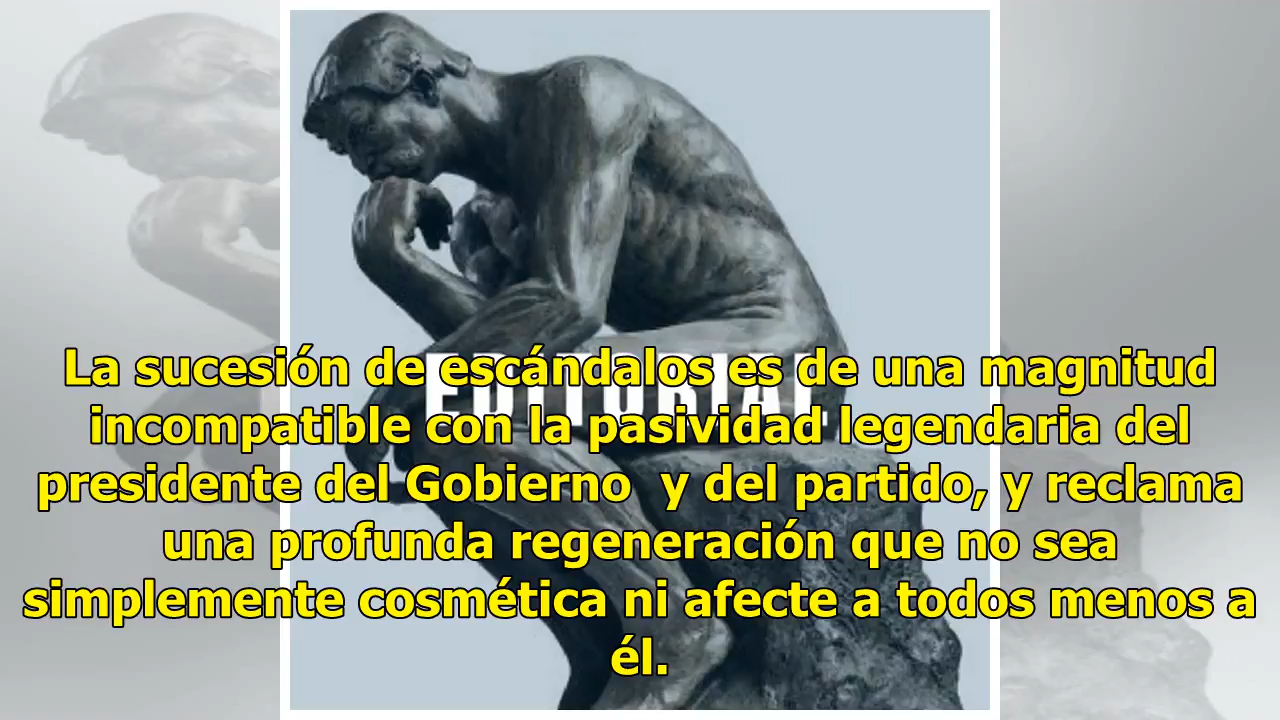 La sucesión de escándalos es de una magnitud
incompatible con la pasividad legendaria del
presidente del Gobierno  y del partido, y reclama
una profunda regeneración que no sea
simplemente cosmética ni afecte a todos menos a
él.
EDITORIAL